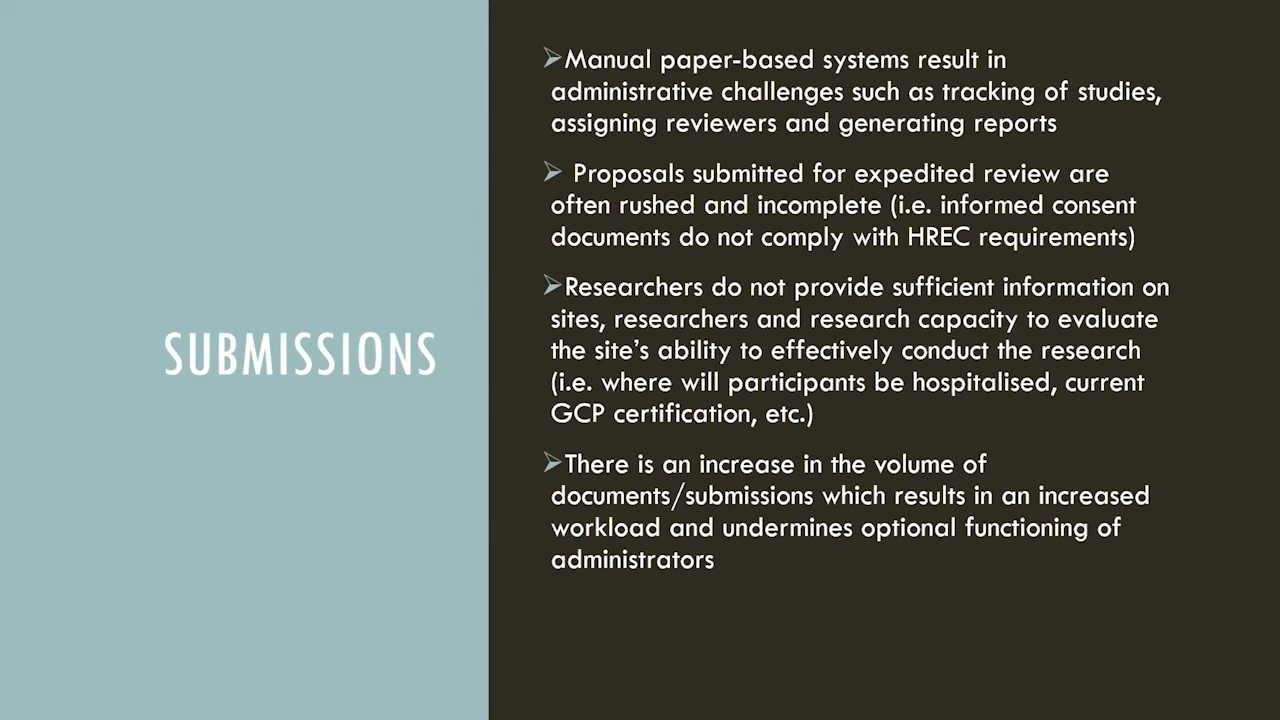 SUBMISSIONS
Manual paper-based systems result in
administrative challenges such as tracking of studies,
assigning reviewers and generating reports
Proposals submitted for expedited review are
often rushed and incomplete (i.e. informed consent
documents do not comply with HREC requirements)
Researchers do not provide sufficient information on
sites, researchers and research capacity to evaluate
the site's ability to effectively conduct the research
(i.e. where will participants be hospitalised, current
GCP certification, etc.)
There is an increase in the volume of
documents/submissions which results in an increased
workload and undermines optional functioning of
administrators